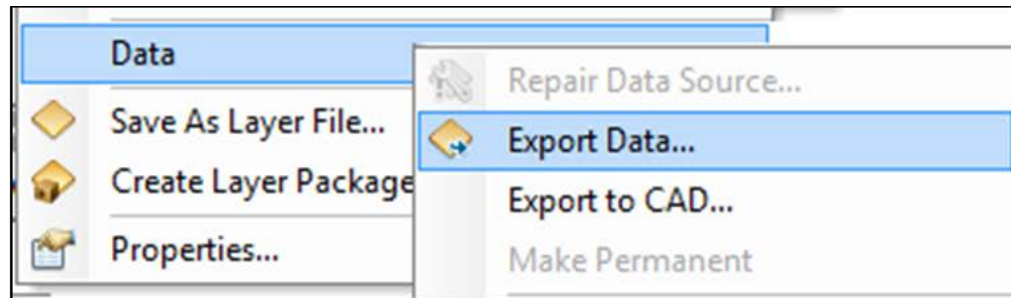 Data
Save As Layer File...
Create Layer Package
Properties...
Repair Data Source...
Export Data...
Export to CAD...
Make Permanent